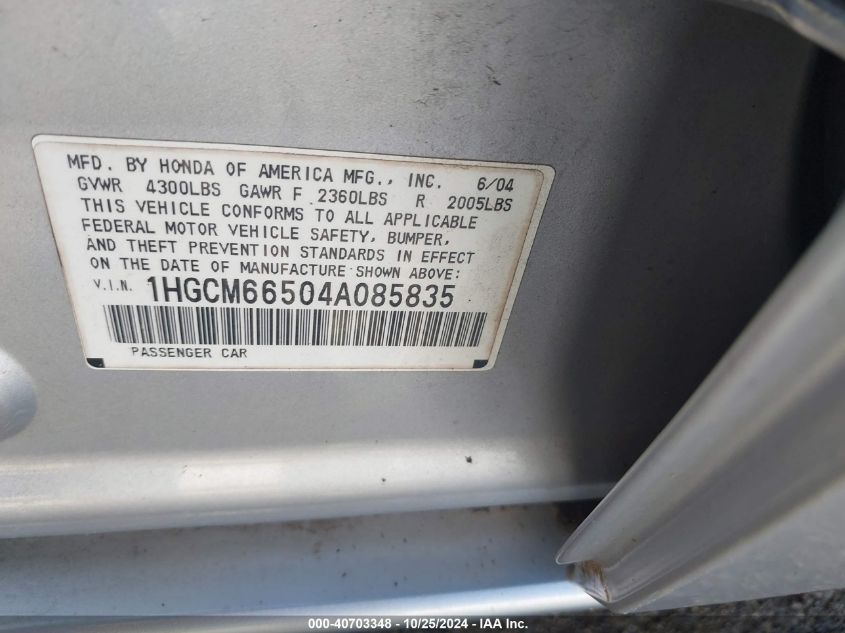 MFD. BY HONDA OF AMERICA MFG., INC. 6/04
GVWR 4300LBS GAWR F 2360LBS R 2005LBS
THIS VEHICLE CONFORMS TO ALL APPLICABLE
FEDERAL MOTOR VEHICLE SAFETY, BUMPER,
AND THEFT PREVENTION STANDARDS IN EFFECT
ON THE DATE OF MANUFACTURE SHOWN ABOVE:
V.I.N. 1HGCM66504A085835
PASSENGER CAR
000-40703348 - 10/25/2024 - IAA Inc.